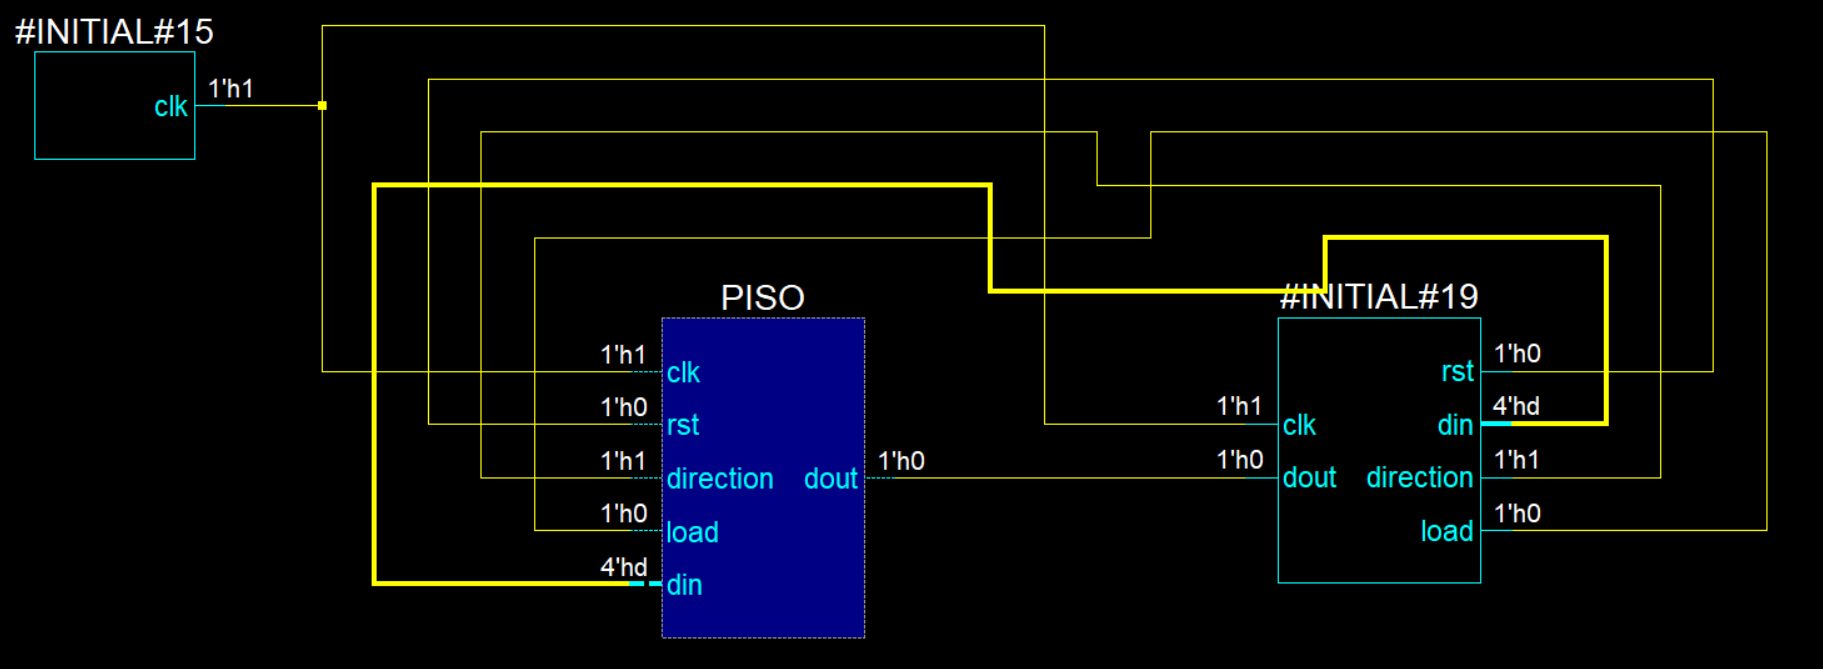 #INITIAL#15
clk 1'h1
PISO
1'h1 clk
1'h0 rst
1'h1 direction
1'h0 load
4'hd din
dout 1'h0
#INITIAL#19
1'h1 clk
1'h0 dout
rst 1'h0
din 4'hd
direction 1'h1
load 1'h0